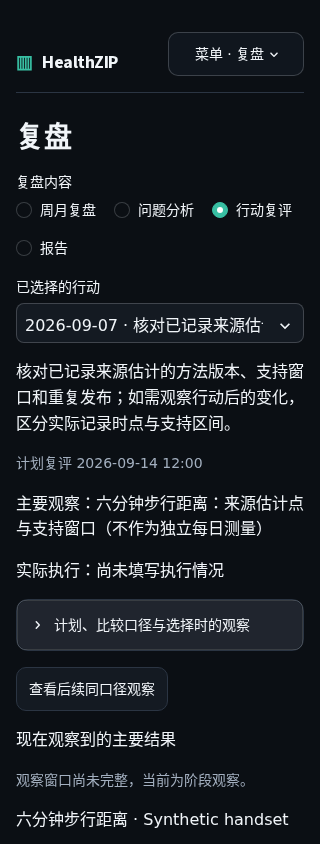 HealthZIP
菜单 · 复盘
复盘
复盘内容
周月复盘
问题分析
行动复评
报告
已选择的行动
2026-09-07 · 核对已记录来源估
核对已记录来源估计的方法版本、支持窗
口和重复发布；如需观察行动后的变化，
区分实际记录时点与支持区间。
计划复评 2026-09-14 12:00
主要观察：六分钟步行距离：来源估计点
与支持窗口（不作为独立每日测量）
实际执行：尚未填写执行情况
计划、比较口径与选择时的观察
查看后续同口径观察
现在观察到的主要结果
观察窗口尚未完整，当前为阶段观察。
六分钟步行距离 · Synthetic handset